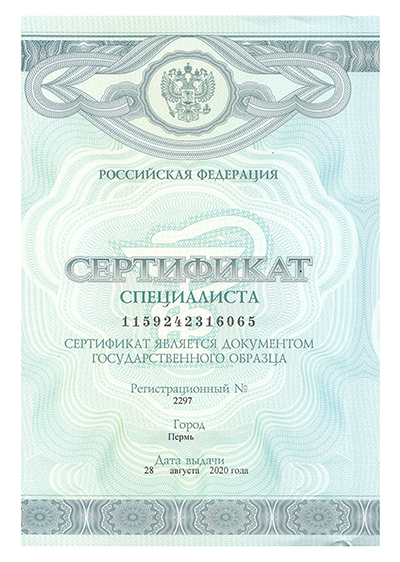 РОССИЙСКАЯ ФЕДЕРАЦИЯ
СЕРТИФИКАТ
СПЕЦИАЛИСТА
1159242316065
СЕРТИФИКАТ ЯВЛЯЕТСЯ ДОКУМЕНТОМ
ГОСУДАРСТВЕННОГО ОБРАЗЦА
Регистрационный №
2297
Город
Пермь
Дата выдачи
28 августа 2020 года